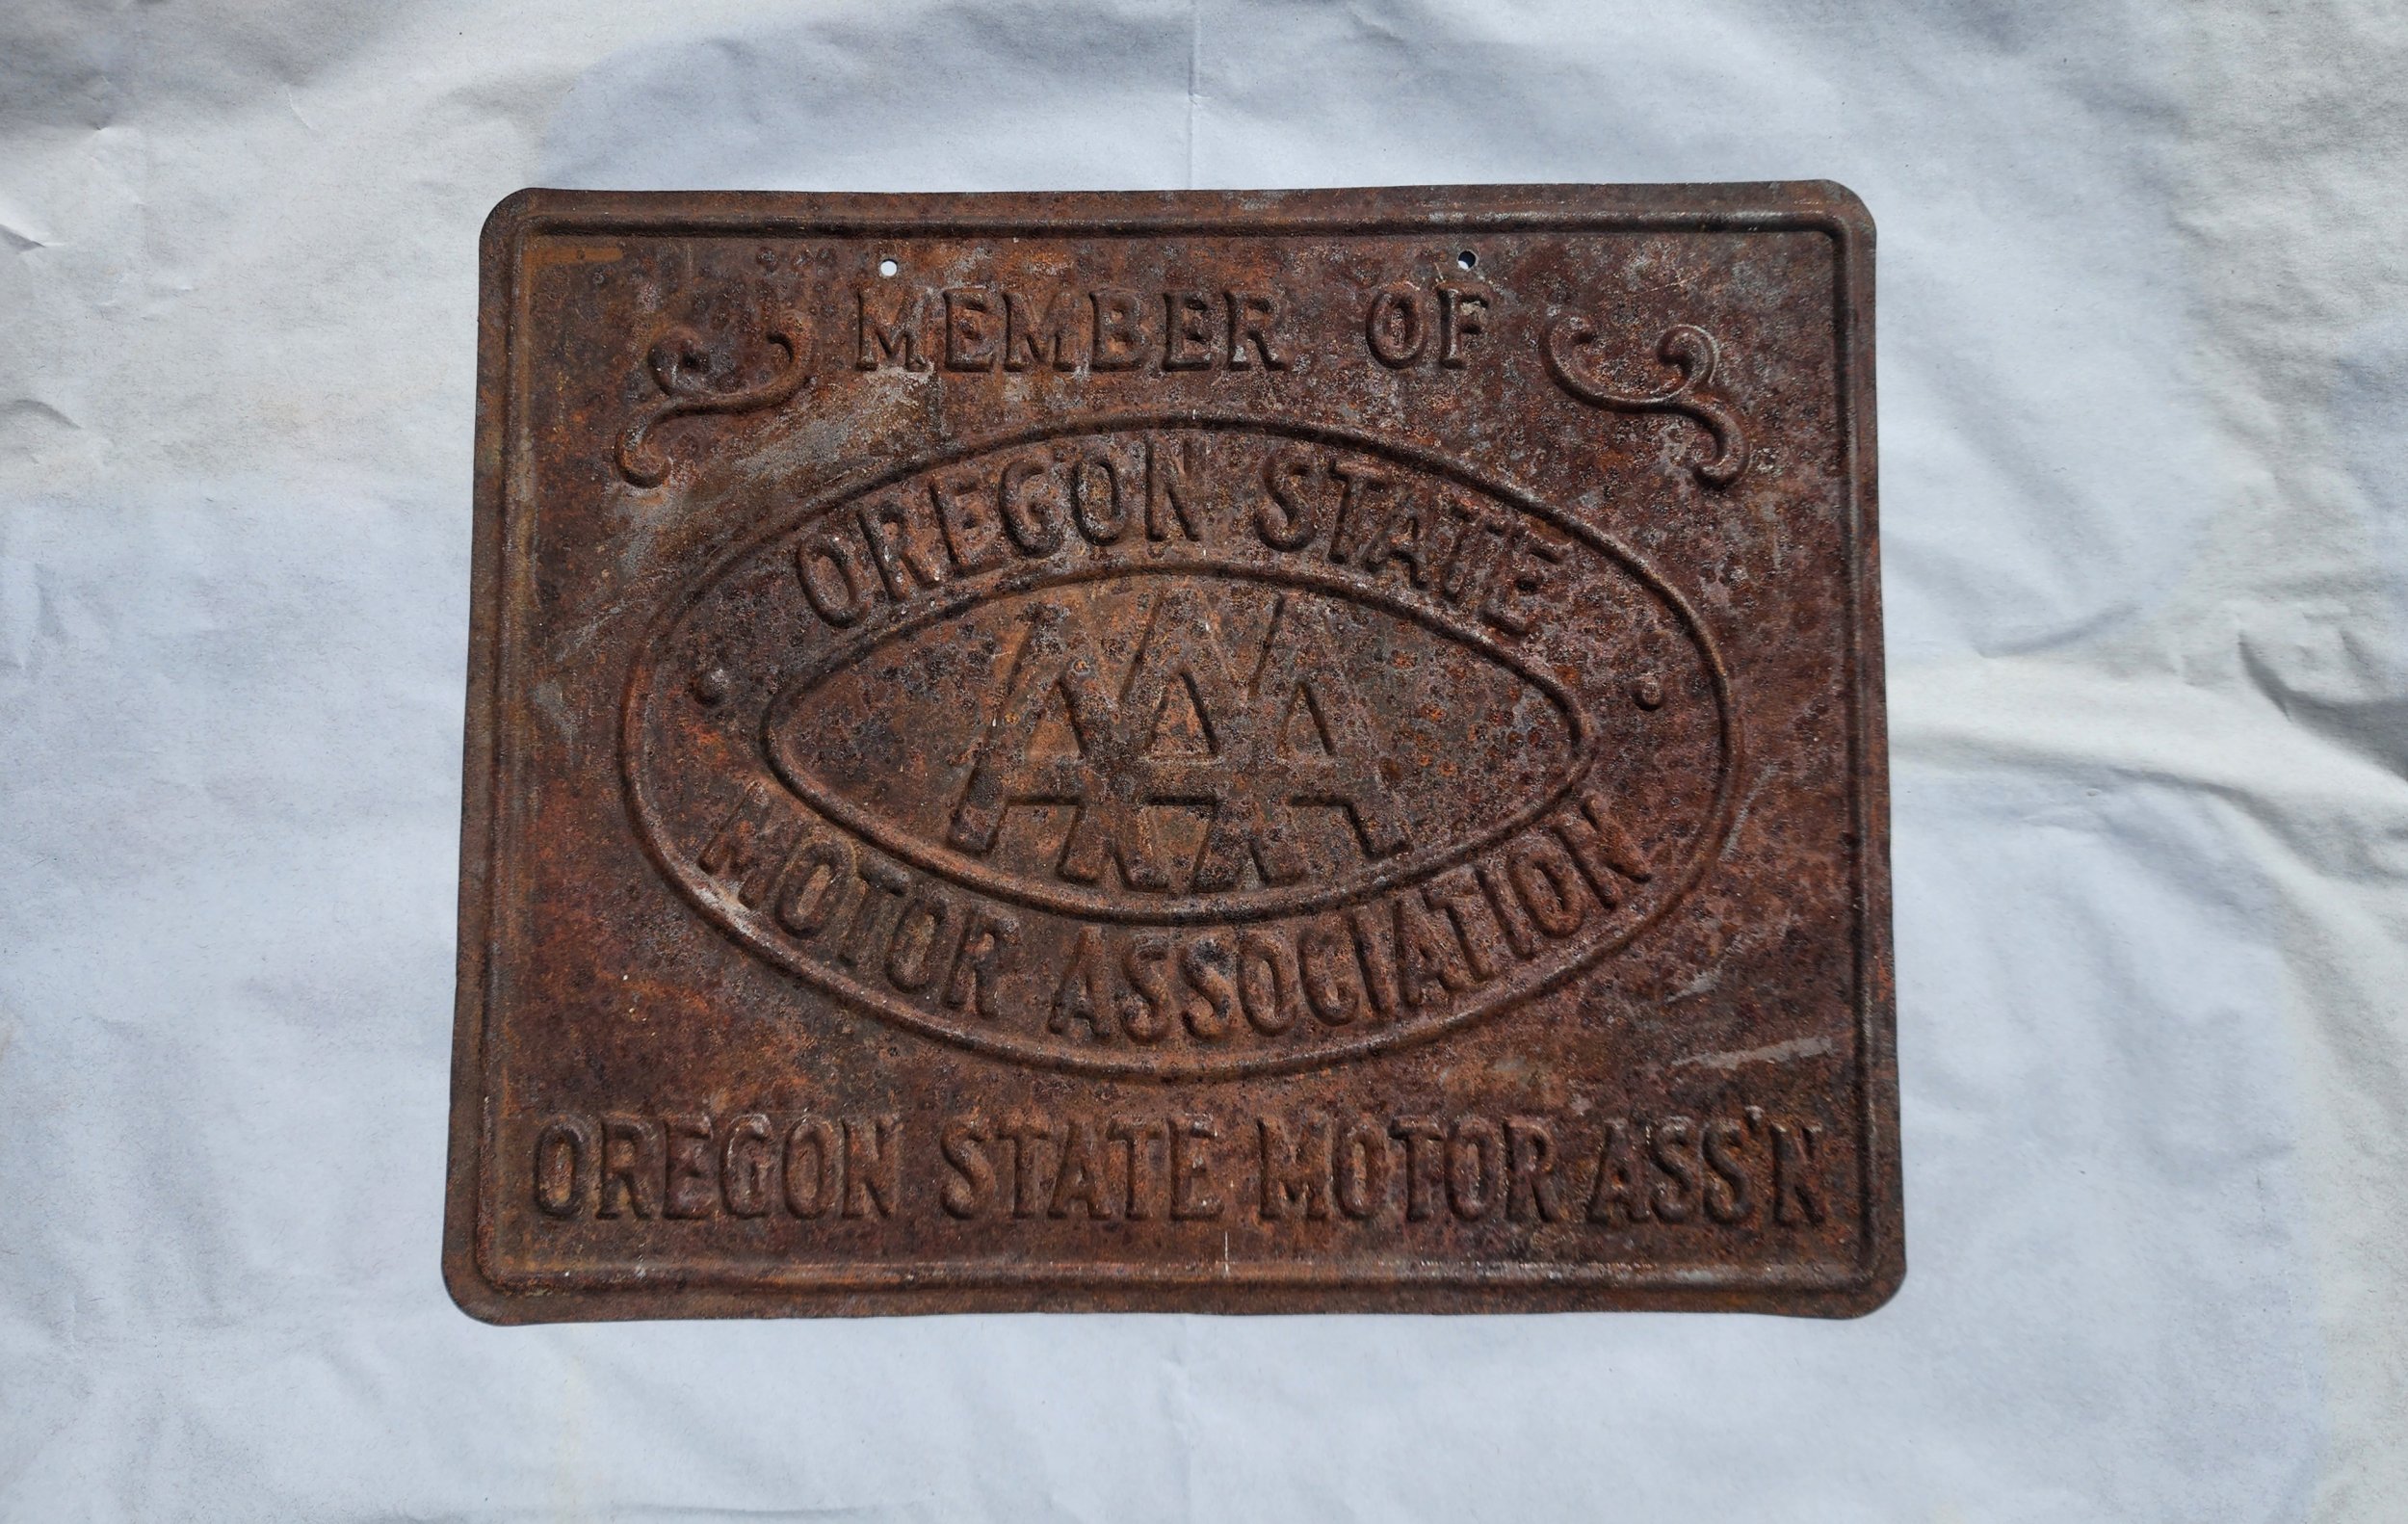 MEMBER OF
OREGON STATE
AAA
MOTOR ASSOCIATION
OREGON STATE MOTOR ASS'N